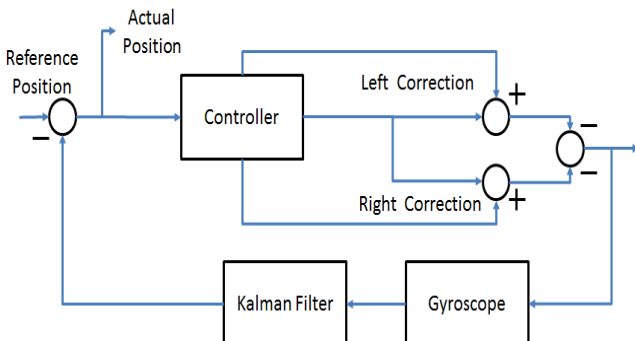 Actual
Position
Reference
Position
Controller
Left Correction
Right Correction
+
−
−
−
+
Kalman Filter
Gyroscope